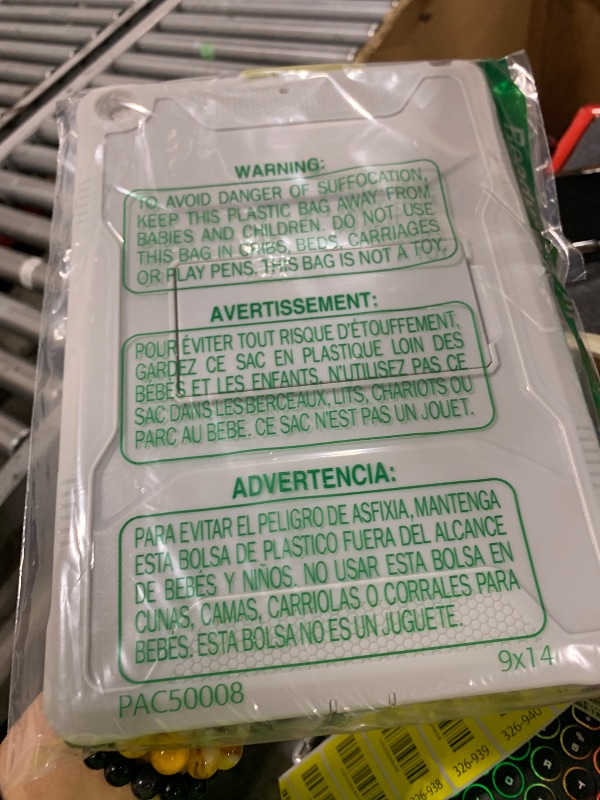 WARNING:
TO AVOID DANGER OF SUFFOCATION,
KEEP THIS PLASTIC BAG AWAY FROM
BABIES AND CHILDREN. DO NOT USE
THIS BAG IN CRIBS, BEDS, CARRIAGES
OR PLAY PENS. THIS BAG IS NOT A TOY.
AVERTISSEMENT:
POUR ÉVITER TOUT RISQUE D'ÉTOUFFEMENT,
GARDEZ CE SAC EN PLASTIQUE LOIN DES
BÉBÉS ET LES ENFANTS. N'UTILISEZ PAS CE
SAC DANS LES BERCEAUX, LITS, CHARIOTS OU
PARC AU BEBE. CE SAC N'EST PAS UN JOUET.
ADVERTENCIA:
PARA EVITAR EL PELIGRO DE ASFIXIA, MANTENGA
ESTA BOLSA DE PLASTICO FUERA DEL ALCANCE
DE BEBÉS Y NIÑOS. NO USAR ESTA BOLSA EN
CUNAS, CAMAS, CARRIOLAS O CORRALES PARA
BEBES. ESTA BOLSA NO ES UN JUGUETE.
PAC50008
9x14
326-938
326-939
326-940